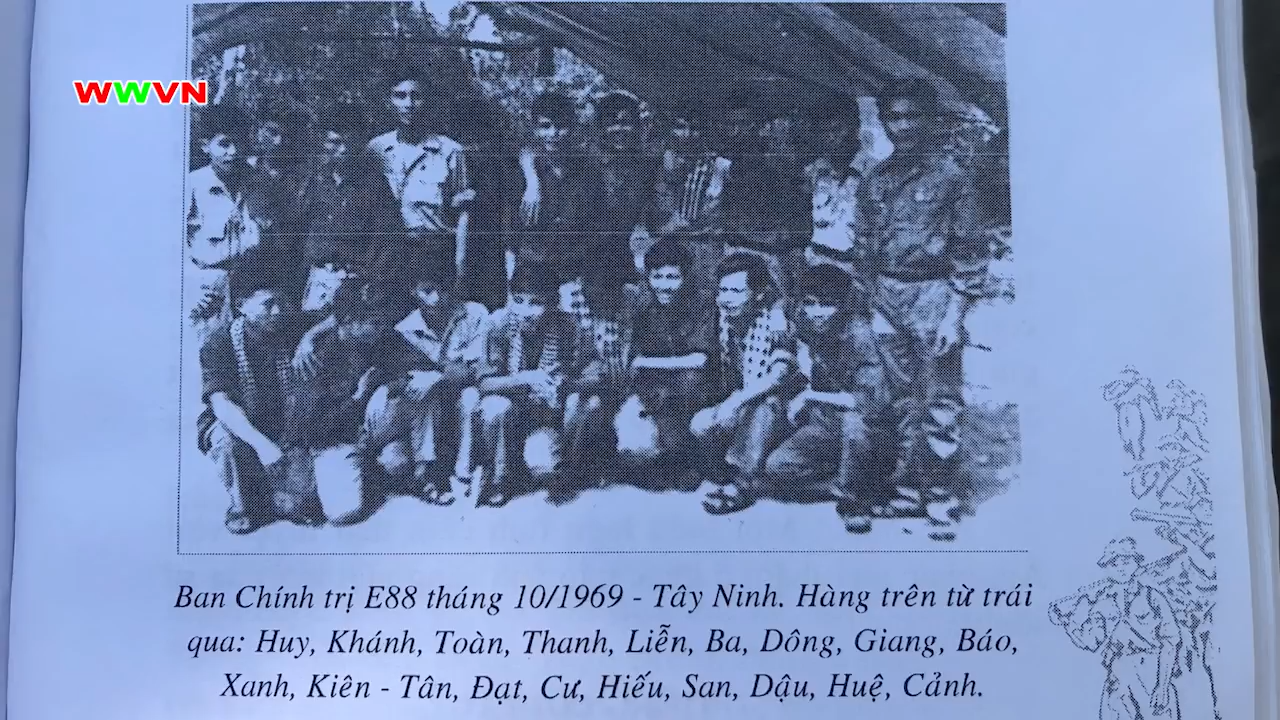 WWVN
Ban Chính trị E88 tháng 10/1969 - Tây Ninh. Hàng trên từ trái
qua: Huy, Khánh, Toàn, Thanh, Liễn, Ba, Dông, Giang, Báo,
Xanh, Kiên - Tân, Đạt, Cư, Hiếu, San, Dậu, Huệ, Cảnh.